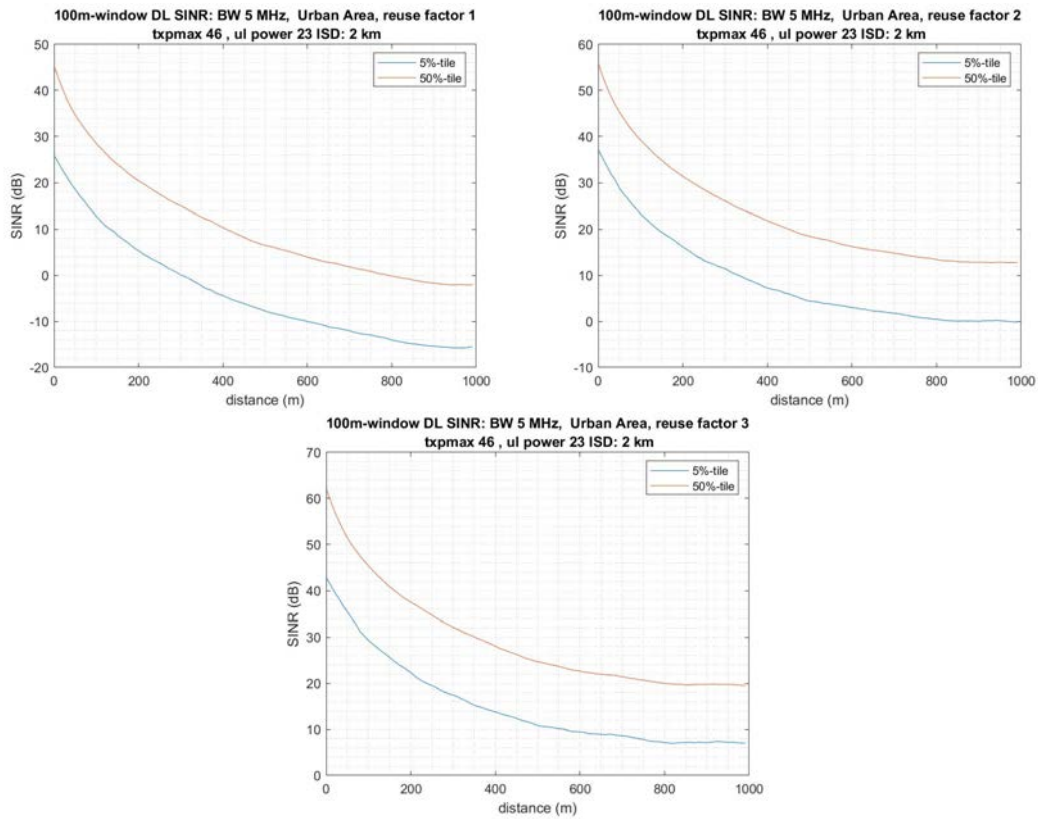 100m-window DL SINR: BW 5 MHz, Urban Area, reuse factor 1
txpmax 46 , ul power 23 ISD: 2 km
50
40
30
20
10
0
-10
-20
SINR (dB)
5%-tile
50%-tile
0
200
400
600
800
1000
distance (m)
100m-window DL SINR: BW 5 MHz, Urban Area, reuse factor 2
txpmax 46 , ul power 23 ISD: 2 km
60
50
40
30
20
10
0
-10
SINR (dB)
5%-tile
50%-tile
0
200
400
600
800
1000
distance (m)
100m-window DL SINR: BW 5 MHz, Urban Area, reuse factor 3
txpmax 46 , ul power 23 ISD: 2 km
70
60
50
40
30
20
10
0
SINR (dB)
5%-tile
50%-tile
0
200
400
600
800
1000
distance (m)